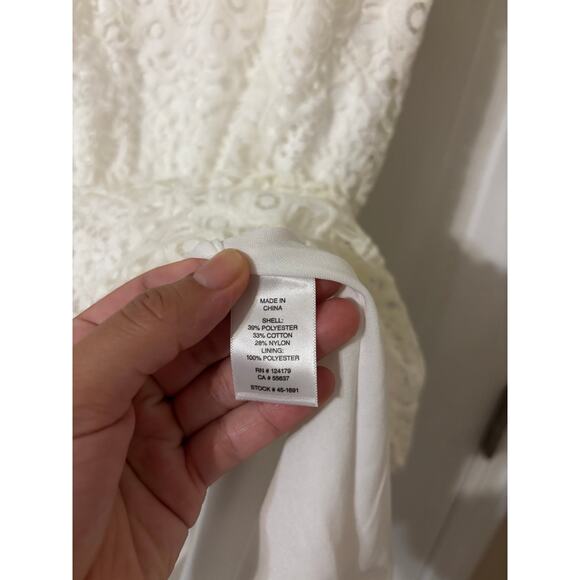 MADE IN
CHINA
SHELL:
39% POLYESTER
33% COTTON
28% NYLON
LINING:
100% POLYESTER
RN # 124179
CA # 55637
STOCK # 45-1691